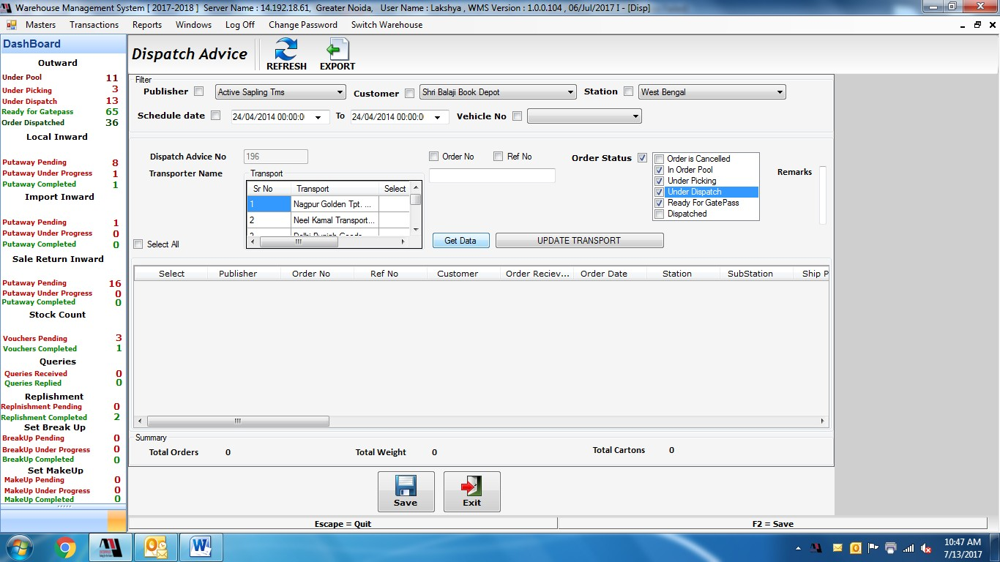 Warehouse Management System [ 2017-2018 ]  Server Name : 14.192.18.61,  Greater Noida,   User Name : Lakshya , WMS Version : 1.0.0.104 , 06/Jul/2017 ] - [Disp]
Masters Transactions Reports Windows Log Off Change Password Switch Warehouse
DashBoard
Outward
Under Pool 11
Under Picking 3
Under Dispatch 13
Ready for Gatepass 65
Order Dispatched 36
Local Inward
Putaway Pending 8
Putaway Under Progress 1
Putaway Completed 1
Import Inward
Putaway Pending 1
Putaway Under Progress 0
Putaway Completed 0
Sale Return Inward
Putaway Pending 16
Putaway Under Progress 0
Putaway Completed 0
Stock Count
Vouchers Pending 3
Vouchers Completed 1
Queries
Queries Received 0
Queries Replied 0
Replishment
Replnishment Pending 0
Replishment Completed 2
Set Break Up
BreakUp Pending 0
BreakUp Under Progress 0
BreakUp Completed 0
Set MakeUp
MakeUp Pending 0
MakeUp Under Progress 0
MakeUp Completed 0
Dispatch Advice REFRESH EXPORT
Filter
Publisher Active Sapling Tms Customer Shri Balaji Book Depot Station West Bengal
Schedule date 24/04/2014 00:00:0 To 24/04/2014 00:00:0 Vehicle No
Dispatch Advice No 196 Order No Ref No Order Status
Order is Cancelled
In Order Pool
Under Picking
Under Dispatch
Ready For GatePass
Dispatched
Remarks
Transporter Name Transport
Sr No Transport Select
1 Nagpur Golden Tpt. ...
2 Neel Kamal Transport...
Select All Get Data UPDATE TRANSPORT
Select Publisher Order No Ref No Customer Order Reciev... Order Date Station SubStation Ship P
Summary
Total Orders 0 Total Weight 0 Total Cartons 0
Save Exit
Escape = Quit F2 = Save
10:47 AM
7/13/2017